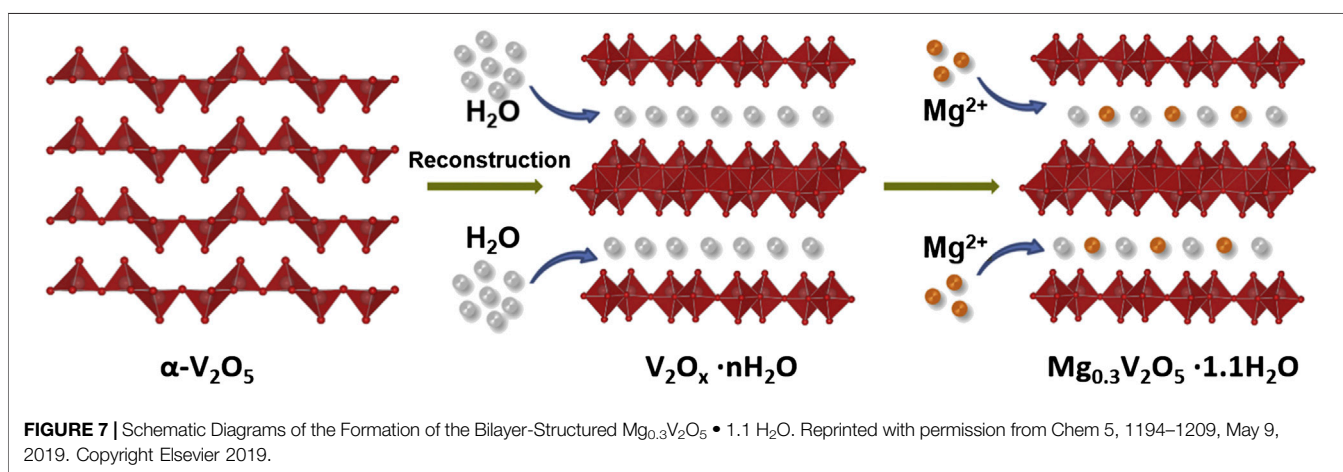 H₂O
Mg²⁺
Reconstruction
H₂O
Mg²⁺
α-V₂O₅
V₂Oₓ ·nH₂O
Mg₀.₃V₂O₅ ·1.1H₂O
FIGURE 7 | Schematic Diagrams of the Formation of the Bilayer-Structured Mg₀.₃V₂O₅ • 1.1 H₂O. Reprinted with permission from Chem 5, 1194–1209, May 9,
2019. Copyright Elsevier 2019.